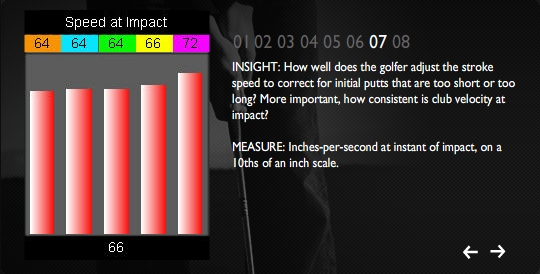 Speed at Impact
64 64 64 66 72
66
01 02 03 04 05 06 07 08
INSIGHT: How well does the golfer adjust the stroke
speed to correct for initial putts that are too short or too
long? More important, how consistent is club velocity at
impact?
MEASURE: Inches-per-second at instant of impact, on a
10ths of an inch scale.